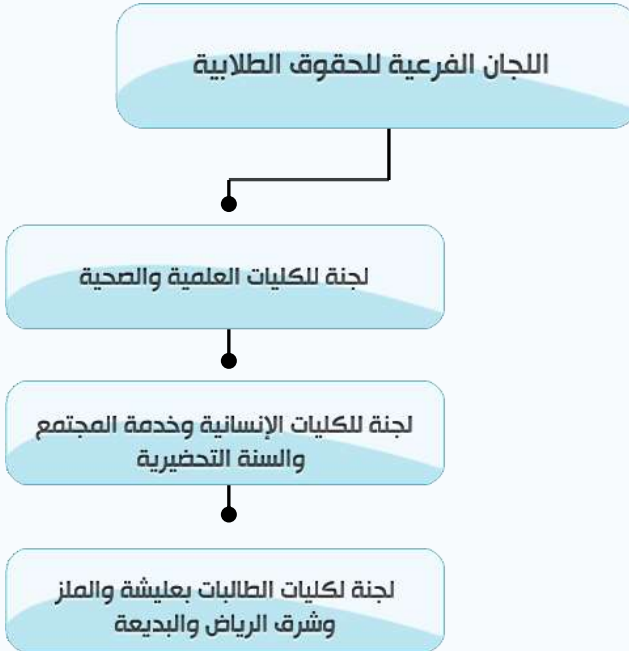 اللجان الفرعية للحقوق الطلابية
لجنة للكليات العلمية والصحية
لجنة للكليات الإنسانية وخدمة المجتمع
والسنة التحضيرية
لجنة لكليات الطالبات بعليشة والملز
وشرق الرياض والبديعة